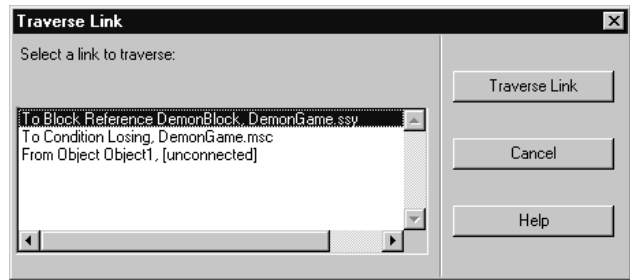 Traverse Link
Select a link to traverse:
To Block Reference DemonBlock, DemonGame.ssy
To Condition Losing, DemonGame.msc
From Object Object1, [unconnected]
Traverse Link
Cancel
Help